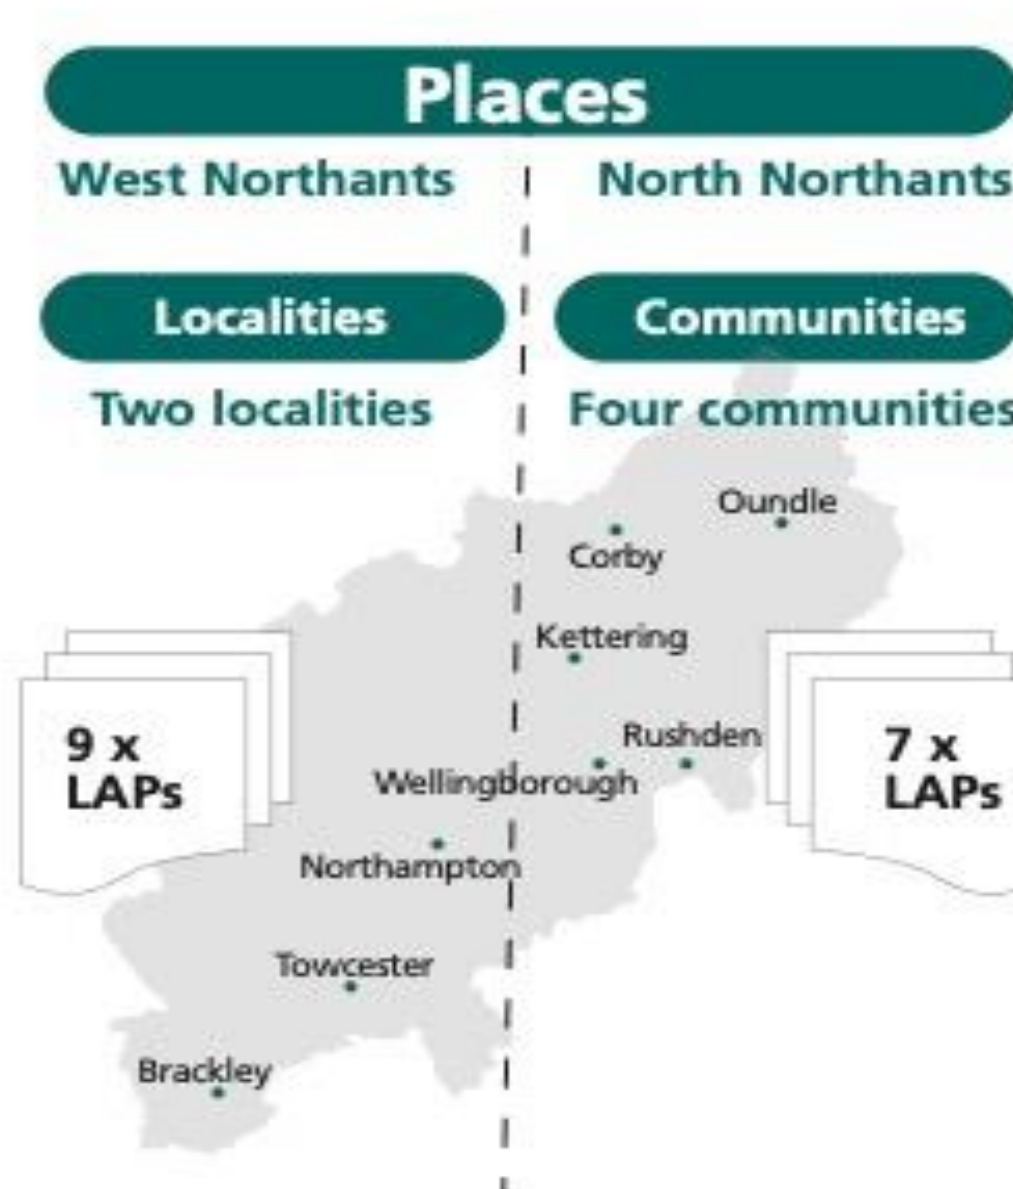 Places
West Northants
North Northants
Localities
Communities
Two localities
Four communities
Oundle
Corby
Kettering
9 x
LAPs
Rushden
7 x
LAPs
Wellingborough
Northampton
Towcester
Brackley